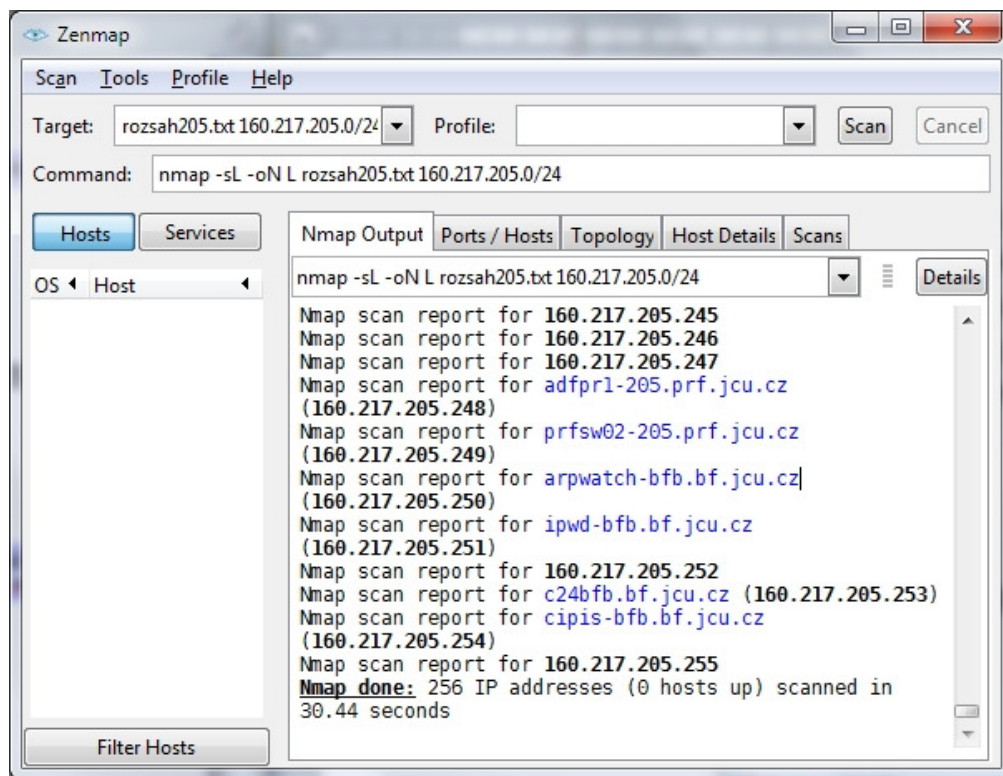 Zenmap
Scan Tools Profile Help
Target: rozsah205.txt 160.217.205.0/24 Profile: Scan Cancel
Command: nmap -sL -oN L rozsah205.txt 160.217.205.0/24
Hosts Services
Nmap Output Ports / Hosts Topology Host Details Scans
OS Host
nmap -sL -oN L rozsah205.txt 160.217.205.0/24 Details
Nmap scan report for 160.217.205.245
Nmap scan report for 160.217.205.246
Nmap scan report for 160.217.205.247
Nmap scan report for adfpr1-205.prf.jcu.cz
(160.217.205.248)
Nmap scan report for prfsw02-205.prf.jcu.cz
(160.217.205.249)
Nmap scan report for arpwatch-bfb.bf.jcu.cz
(160.217.205.250)
Nmap scan report for ipwd-bfb.bf.jcu.cz
(160.217.205.251)
Nmap scan report for 160.217.205.252
Nmap scan report for c24bfb.bf.jcu.cz (160.217.205.253)
Nmap scan report for cipis-bfb.bf.jcu.cz
(160.217.205.254)
Nmap scan report for 160.217.205.255
Nmap done: 256 IP addresses (0 hosts up) scanned in
30.44 seconds
Filter Hosts